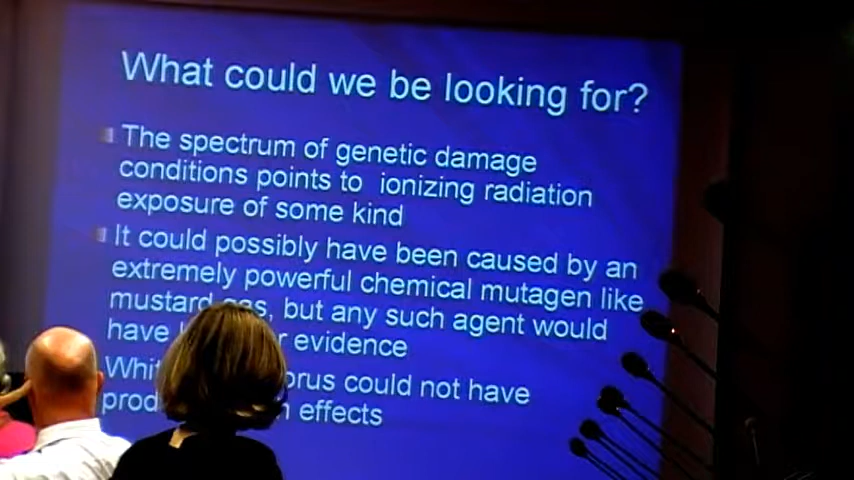 What could we be looking for?
The spectrum of genetic damage
conditions points to ionizing radiation
exposure of some kind
It could possibly have been caused by an
extremely powerful chemical mutagen like
mustard gas, but any such agent would
have evidence
could not have
effects